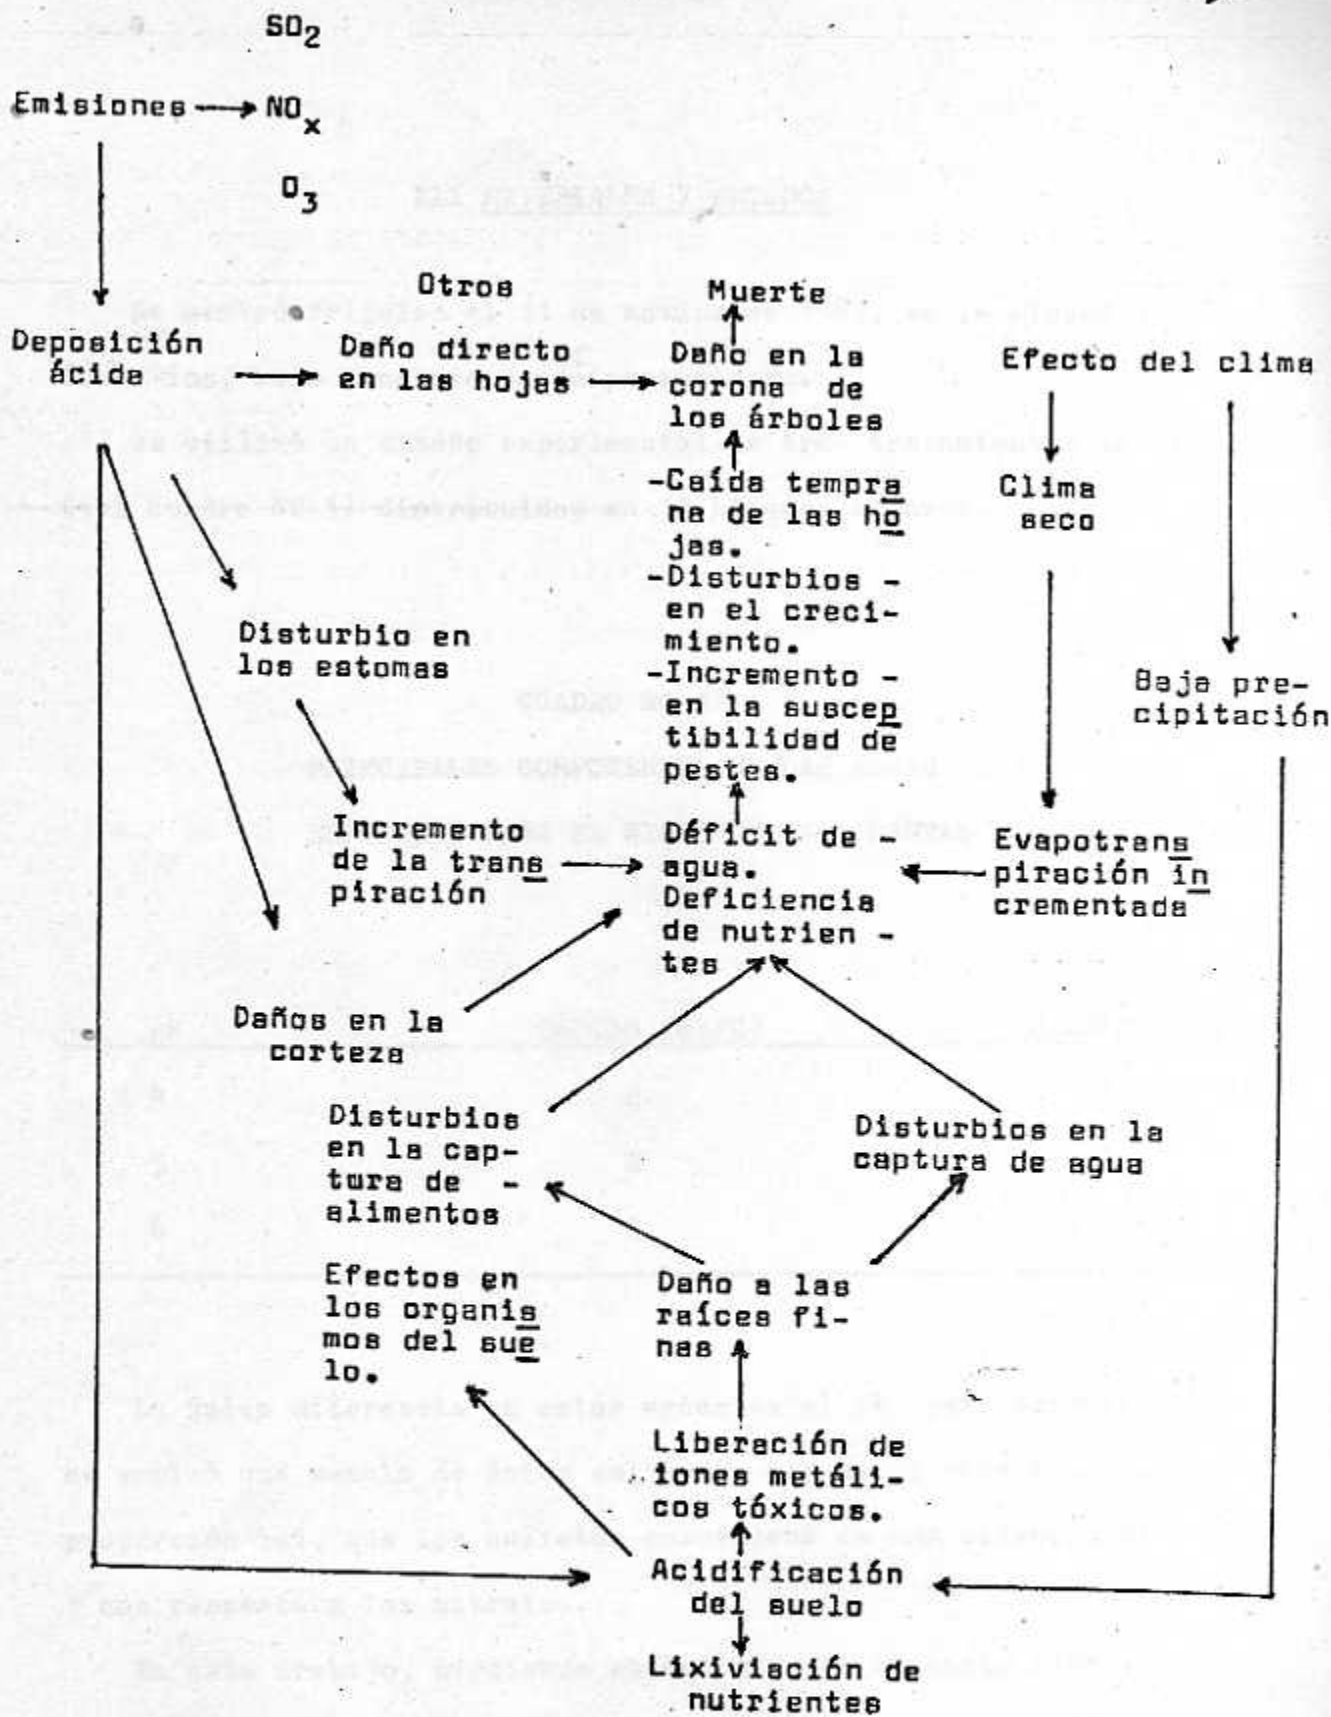 SO2
Emisiones
NOx
O3
Otros
Muerte
Deposición
ácida
Daño directo
en las hojas
Daño en la
corona de
los árboles
Efecto del clima
-Caída tempra
na de las ho
jas.
-Disturbios -
en el creci-
miento.
-Incremento -
en la suscep
tibilidad de
pestes.
Clima
seco
Disturbio en
los estomas
Baja pre-
cipitación
Incremento
de la trans
piración
Déficit de -
agua.
Deficiencia
de nutrien -
tes
Evapotrans
piración in
crementada
Daños en la
corteza
Disturbios
en la cap-
tura de -
alimentos
Disturbios en la
captura de agua
Efectos en
los organis
mos del sue
lo.
Daño a las
raíces fi-
nas
Liberación de
iones metáli-
cos tóxicos.
Acidificación
del suelo
Lixiviación de
nutrientes